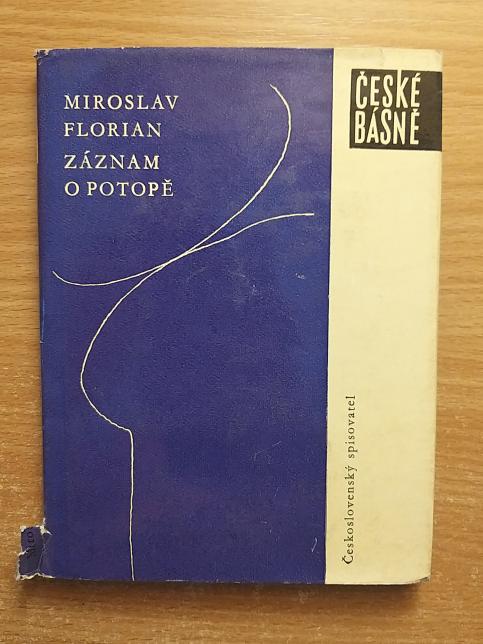 MIROSLAV
FLORIAN
ZÁZNAM
O POTOPĚ
ČESKÉ
BÁSNĚ
Československý spisovatel